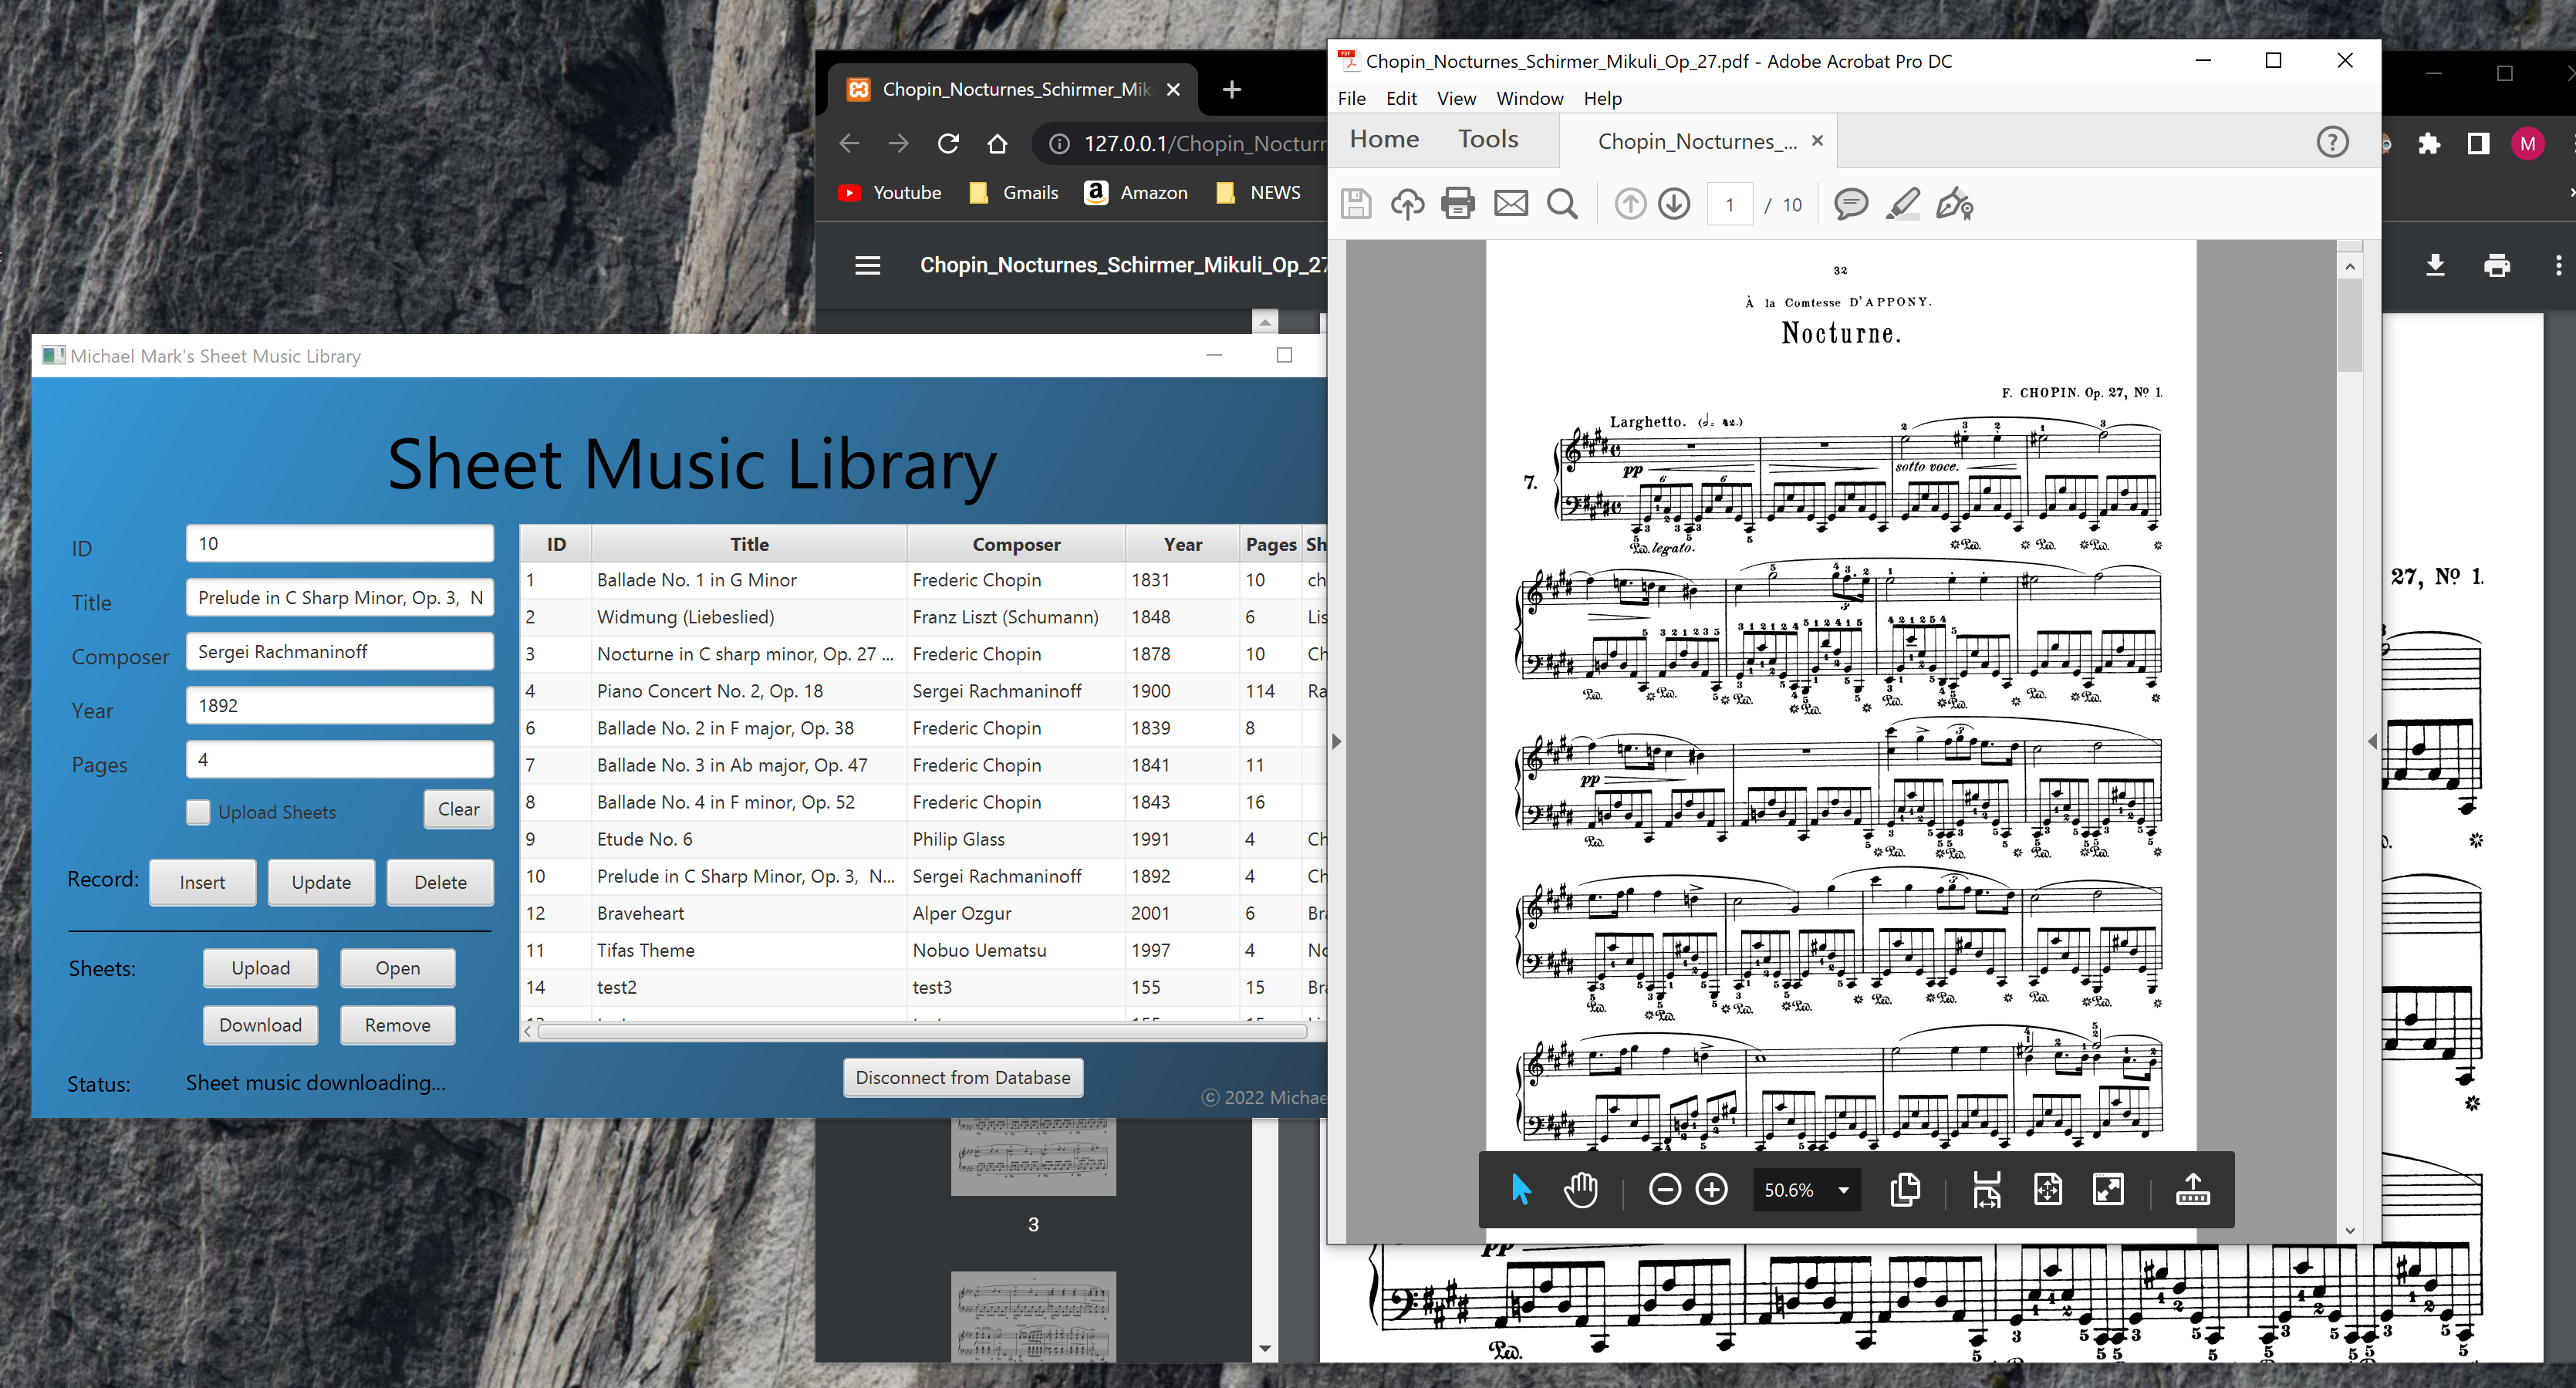 Chopin_Nocturnes_Schirmer_Mik
127.0.0.1/Chopin_Nocturn
Youtube
Gmails
Amazon
NEWS
Chopin_Nocturnes_Schirmer_Mikuli_Op_27
M
Michael Mark's Sheet Music Library
Sheet Music Library
ID 10
Title Prelude in C Sharp Minor, Op. 3, N
Composer Sergei Rachmaninoff
Year 1892
Pages 4
Upload Sheets Clear
Record: Insert Update Delete
Sheets: Upload Open
Download Remove
Status: Sheet music downloading...
ID Title Composer Year Pages Sh
1 Ballade No. 1 in G Minor Frederic Chopin 1831 10 ch
2 Widmung (Liebeslied) Franz Liszt (Schumann) 1848 6 Lis
3 Nocturne in C sharp minor, Op. 27 ... Frederic Chopin 1878 10 Ch
4 Piano Concert No. 2, Op. 18 Sergei Rachmaninoff 1900 114 Ra
6 Ballade No. 2 in F major, Op. 38 Frederic Chopin 1839 8
7 Ballade No. 3 in Ab major, Op. 47 Frederic Chopin 1841 11
8 Ballade No. 4 in F minor, Op. 52 Frederic Chopin 1843 16
9 Etude No. 6 Philip Glass 1991 4 Ch
10 Prelude in C Sharp Minor, Op. 3, N... Sergei Rachmaninoff 1892 4 Ch
12 Braveheart Alper Ozgur 2001 6 Bra
11 Tifas Theme Nobuo Uematsu 1997 4 No
14 test2 test3 155 15 Bra
Disconnect from Database
© 2022 Michae
3
Chopin_Nocturnes_Schirmer_Mikuli_Op_27.pdf - Adobe Acrobat Pro DC
File Edit View Window Help
Home Tools Chopin_Nocturnes_...
1 / 10
32
À la Comtesse D'APPONY.
Nocturne.
F. CHOPIN. Op. 27, Nº 1.
Larghetto. (𝅗𝅥= 42.)
7.
pp
sotto voce.
legato.
pp
50.6%
27, Nº 1.
pp